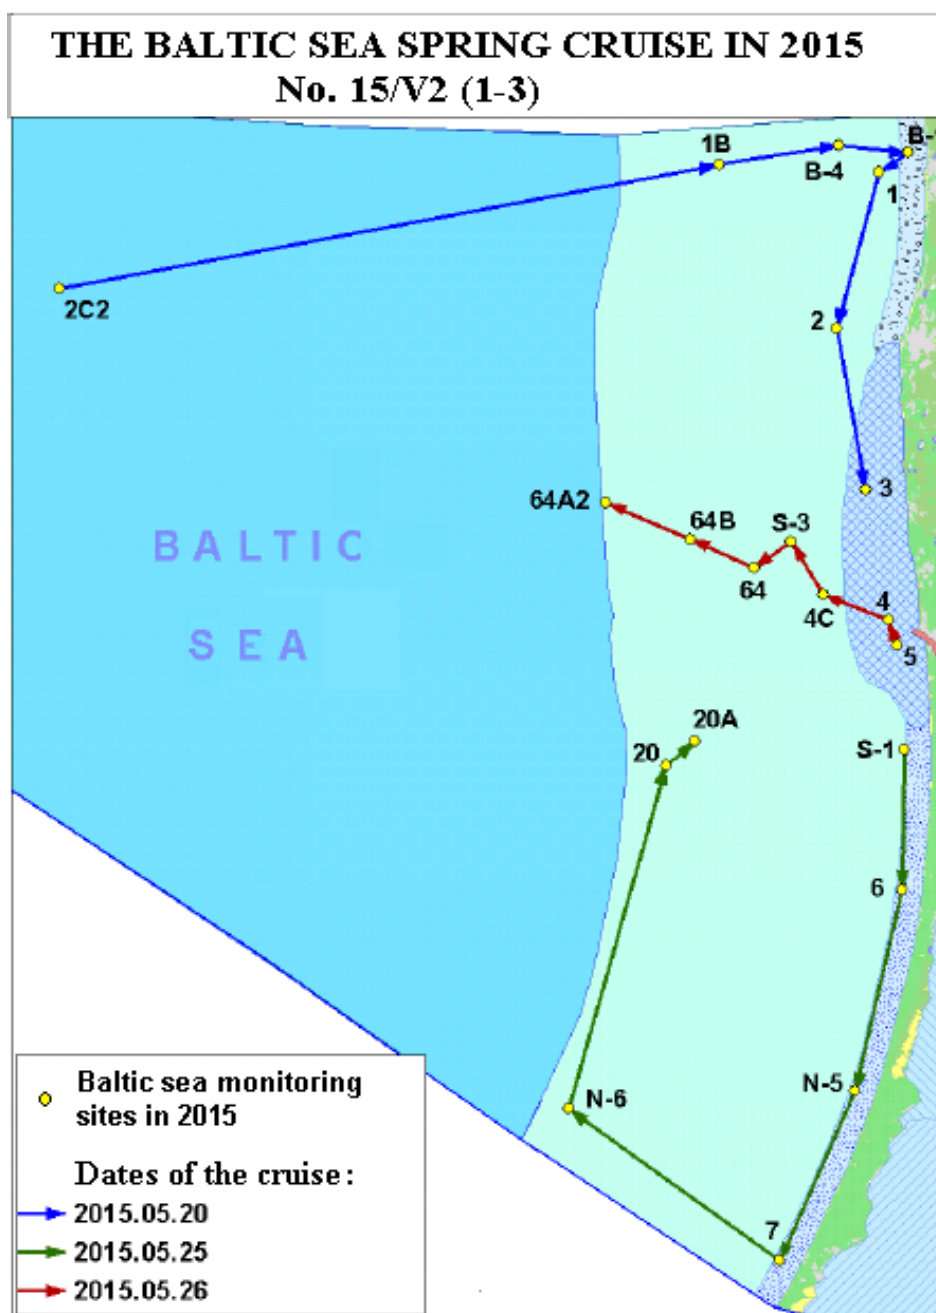 THE BALTIC SEA SPRING CRUISE IN 2015
No. 15/V2 (1-3)
1B
B-4
1
2C2
2
3
64A2
64B
S-3
64
4C
4
5
BALTIC
SEA
20A
20
S-1
6
N-5
N-6
7
Baltic sea monitoring
sites in 2015
Dates of the cruise:
2015.05.20
2015.05.25
2015.05.26